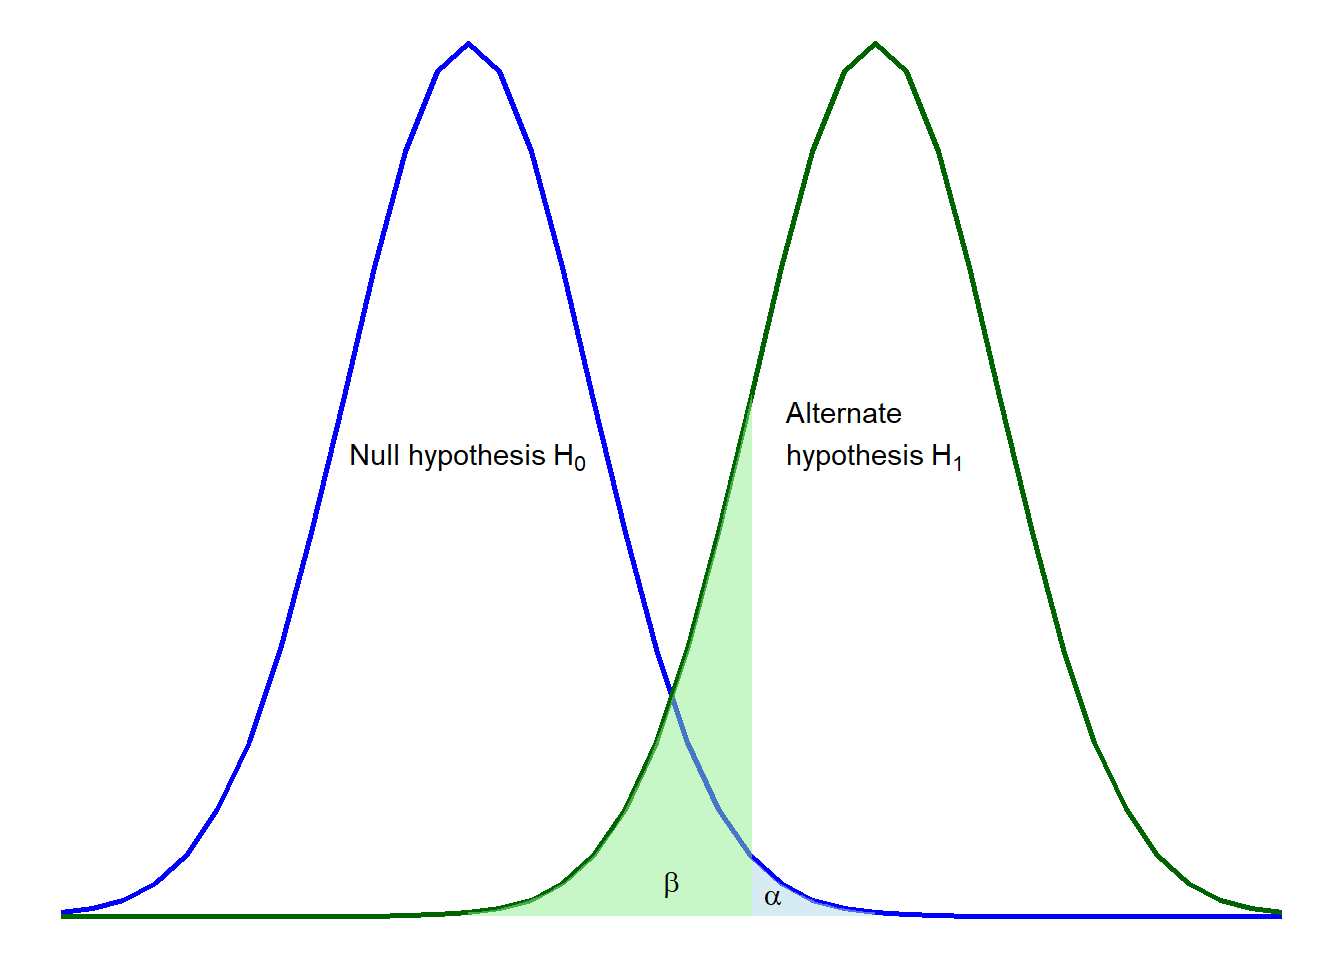 Alternate
hypothesis H₁
Null hypothesis H₀
β
α